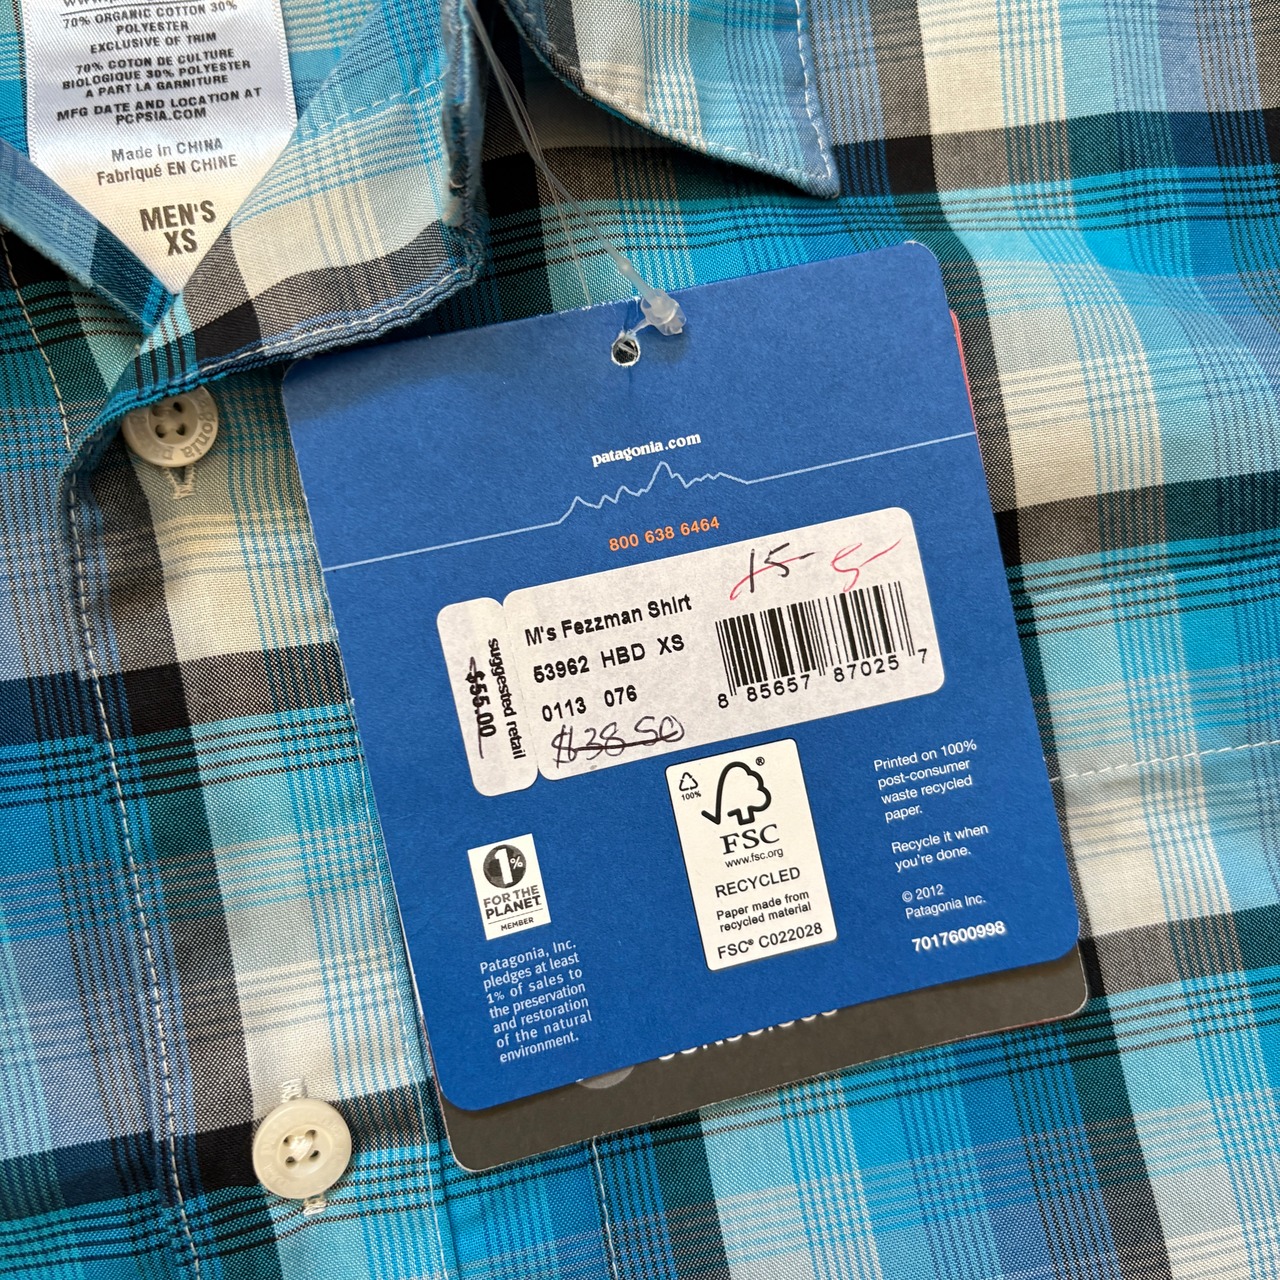 70% ORGANIC COTTON 30%
POLYESTER
EXCLUSIVE OF TRIM
70% COTON DE CULTURE
BIOLOGIQUE 30% POLYESTER
A PART LA GARNITURE
MFG DATE AND LOCATION AT
PCPSIA.COM
Made in CHINA
Fabriqué EN CHINE
MEN'S
XS
patagonia.com
800 638 6464
15- 5-
M's Fezzman Shirt
53962 HBD XS
0113 076
$38.50
suggested retail
$55.00
8 85657 87025 7
100%
®
FSC
www.fsc.org
RECYCLED
Paper made from
recycled material
FSC® C022028
1%
FOR THE
PLANET
MEMBER
Patagonia, Inc.
pledges at least
1% of sales to
the preservation
and restoration
of the natural
environment.
Printed on 100%
post-consumer
waste recycled
paper.
Recycle it when
you're done.
© 2012
Patagonia Inc.
7017600998